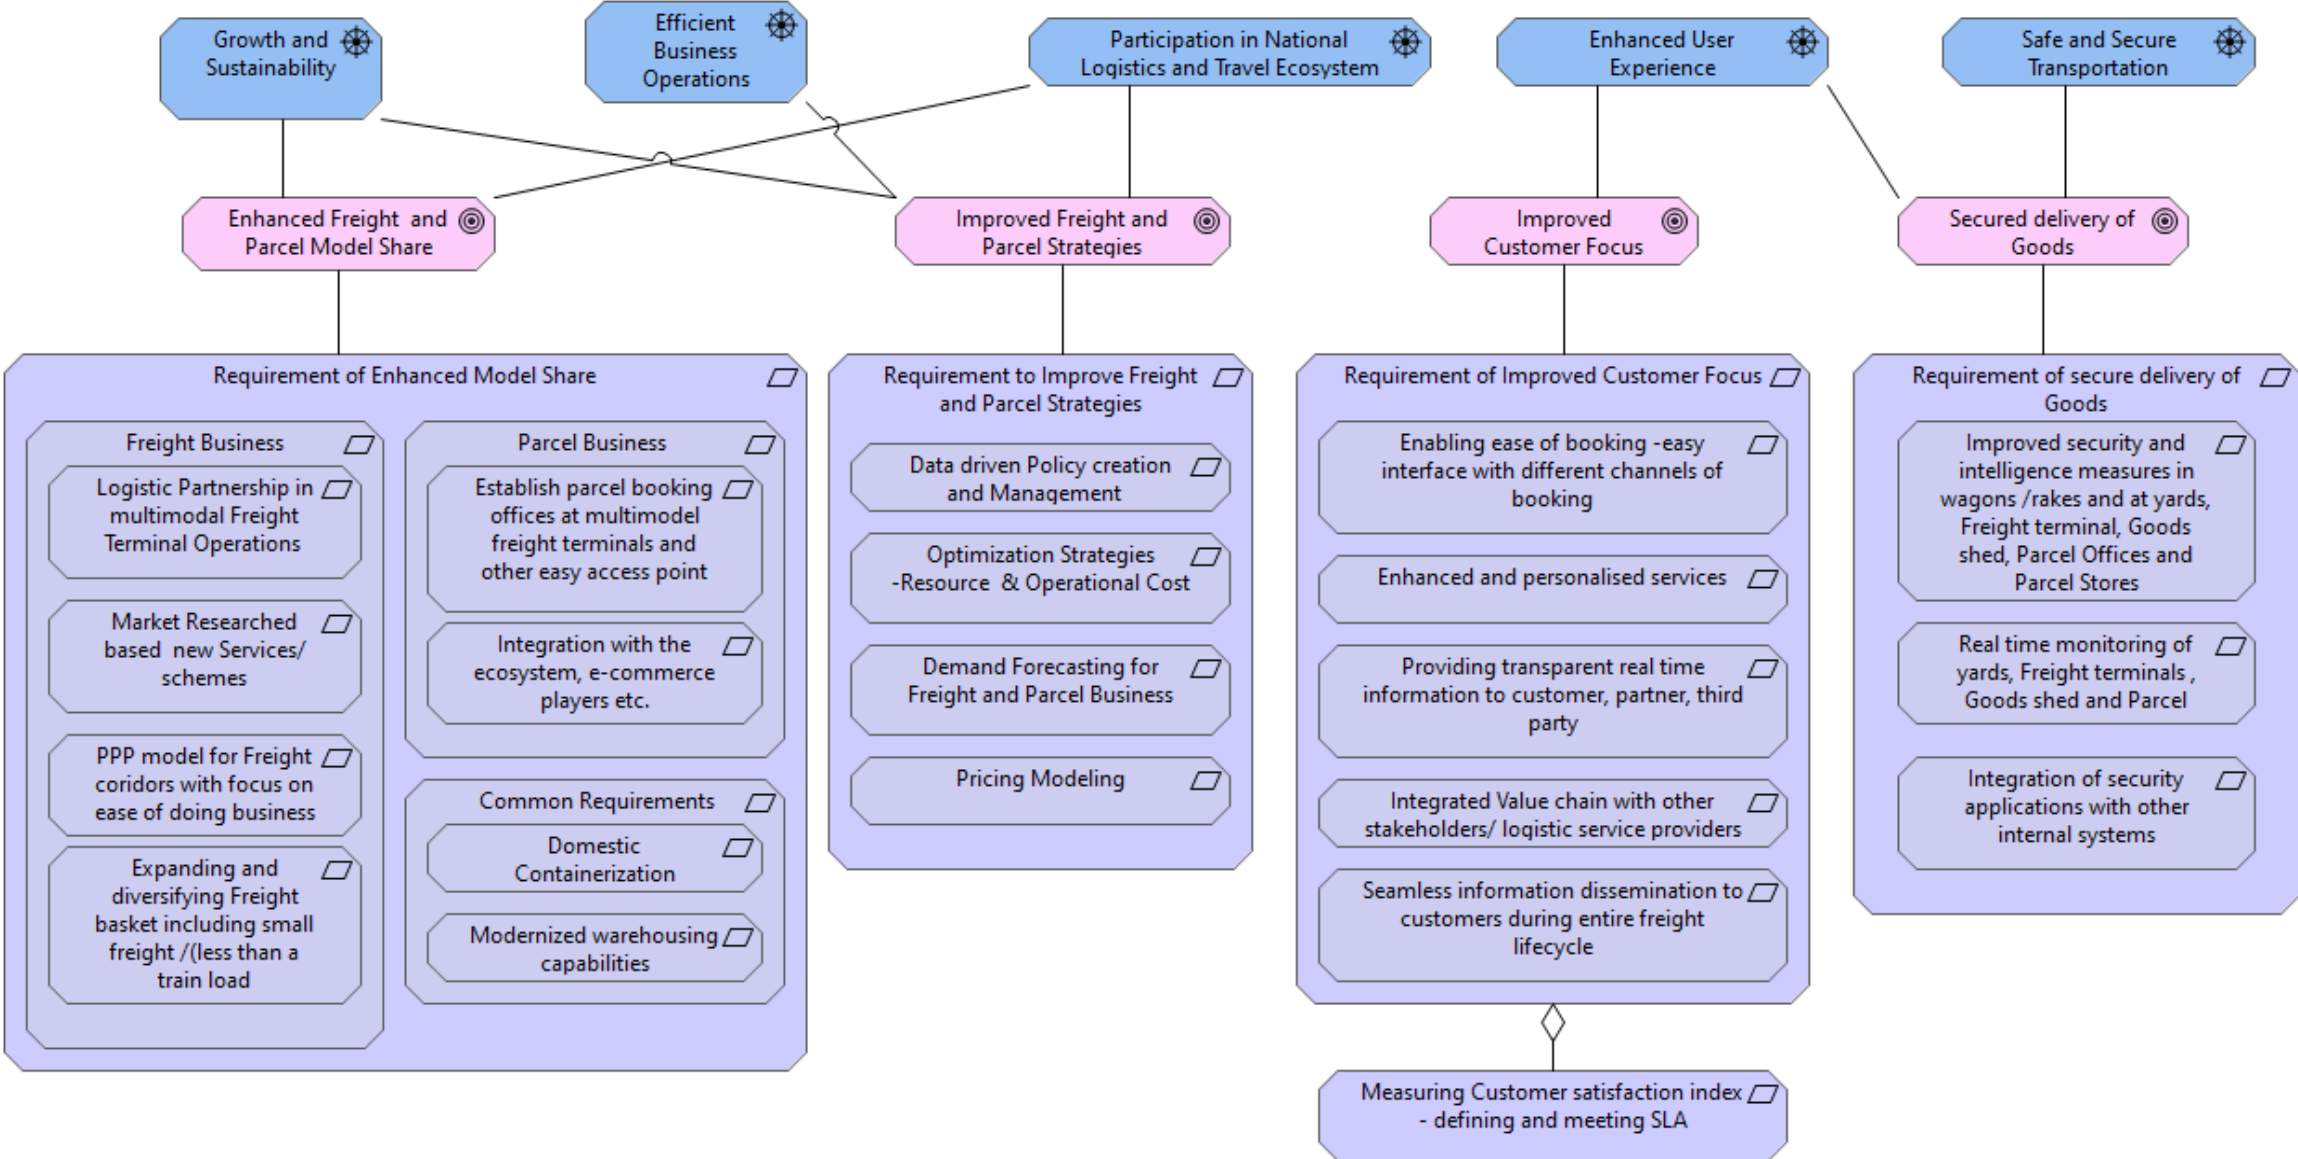 Growth and
Sustainability
Efficient
Business
Operations
Participation in National
Logistics and Travel Ecosystem
Enhanced User
Experience
Safe and Secure
Transportation
Enhanced Freight  and
Parcel Model Share
Improved Freight and
Parcel Strategies
Improved
Customer Focus
Secured delivery of
Goods
Requirement of Enhanced Model Share
Freight Business
Logistic Partnership in
multimodal Freight
Terminal Operations
Market Researched
based  new Services/
schemes
PPP model for Freight
coridors with focus on
ease of doing business
Expanding and
diversifying Freight
basket including small
freight /(less than a
train load
Parcel Business
Establish parcel booking
offices at multimodel
freight terminals and
other easy access point
Integration with the
ecosystem, e-commerce
players etc.
Common Requirements
Domestic
Containerization
Modernized warehousing
capabilities
Requirement to Improve Freight
and Parcel Strategies
Data driven Policy creation
and Management
Optimization Strategies
-Resource  & Operational Cost
Demand Forecasting for
Freight and Parcel Business
Pricing Modeling
Requirement of Improved Customer Focus
Enabling ease of booking -easy
interface with different channels of
booking
Enhanced and personalised services
Providing transparent real time
information to customer, partner, third
party
Integrated Value chain with other
stakeholders/ logistic service providers
Seamless information dissemination to
customers during entire freight
lifecycle
Measuring Customer satisfaction index
- defining and meeting SLA
Requirement of secure delivery of
Goods
Improved security and
intelligence measures in
wagons /rakes and at yards,
Freight terminal, Goods
shed, Parcel Offices and
Parcel Stores
Real time monitoring of
yards, Freight terminals ,
Goods shed and Parcel
Integration of security
applications with other
internal systems